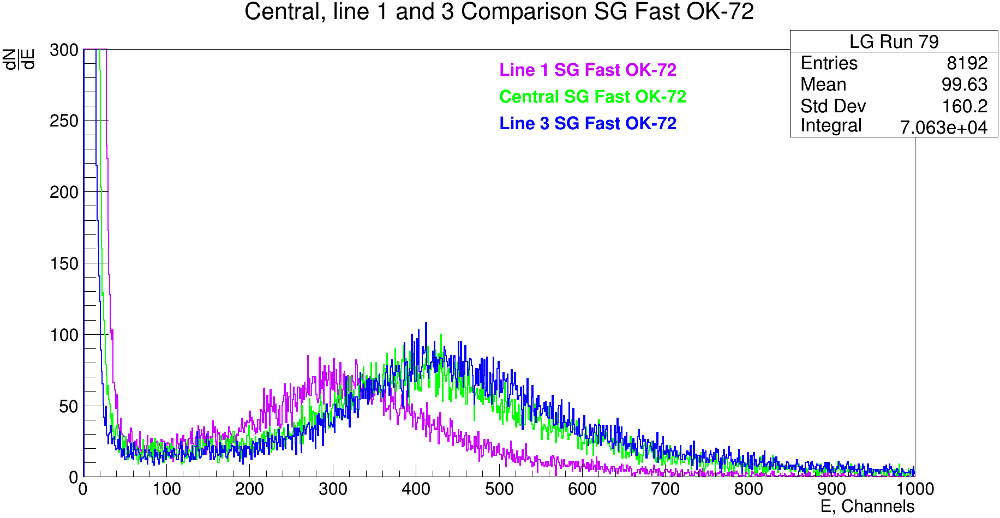 Central, line 1 and 3 Comparison SG Fast OK-72
LG Run 79
Entries 8192
Mean 99.63
Std Dev 160.2
Integral 7.063e+04
Line 1 SG Fast OK-72
Central SG Fast OK-72
Line 3 SG Fast OK-72
dN
dE
300
250
200
150
100
50
0
0 100 200 300 400 500 600 700 800 900 1000
E, Channels